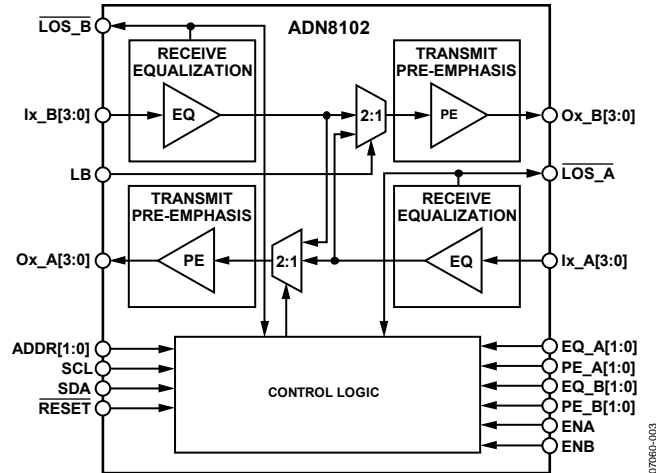 LOS_B
ADN8102
RECEIVE
EQUALIZATION
TRANSMIT
PRE-EMPHASIS
Ix_B[3:0]
EQ
2:1
PE
Ox_B[3:0]
LB
LOS_A
TRANSMIT
PRE-EMPHASIS
RECEIVE
EQUALIZATION
Ox_A[3:0]
PE
2:1
EQ
Ix_A[3:0]
ADDR[1:0]
SCL
SDA
RESET
CONTROL LOGIC
EQ_A[1:0]
PE_A[1:0]
EQ_B[1:0]
PE_B[1:0]
ENA
ENB
07060-003